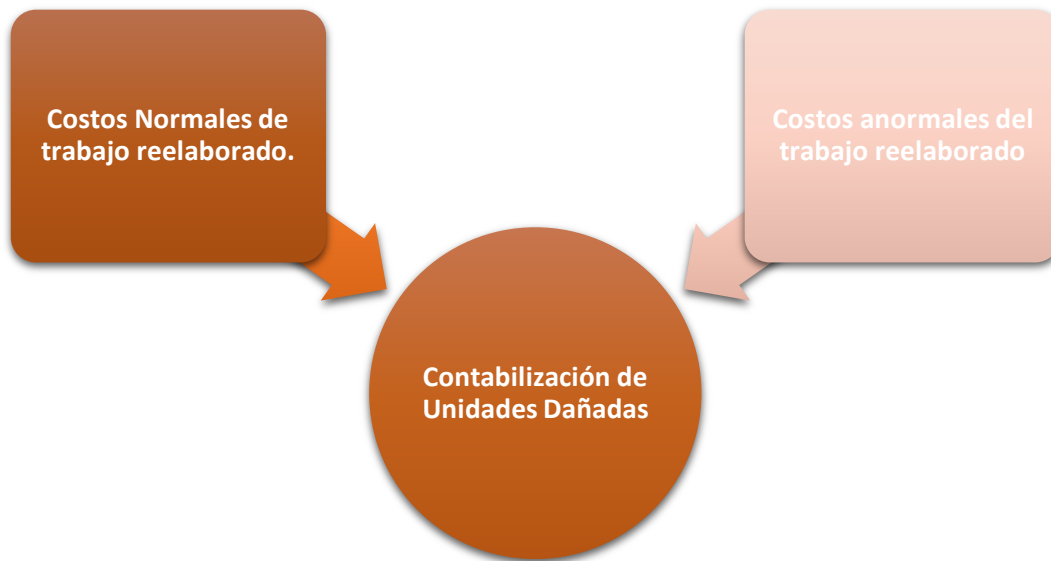 Costos Normales de
trabajo reelaborado.
Costos anormales del
trabajo reelaborado
Contabilización de
Unidades Dañadas